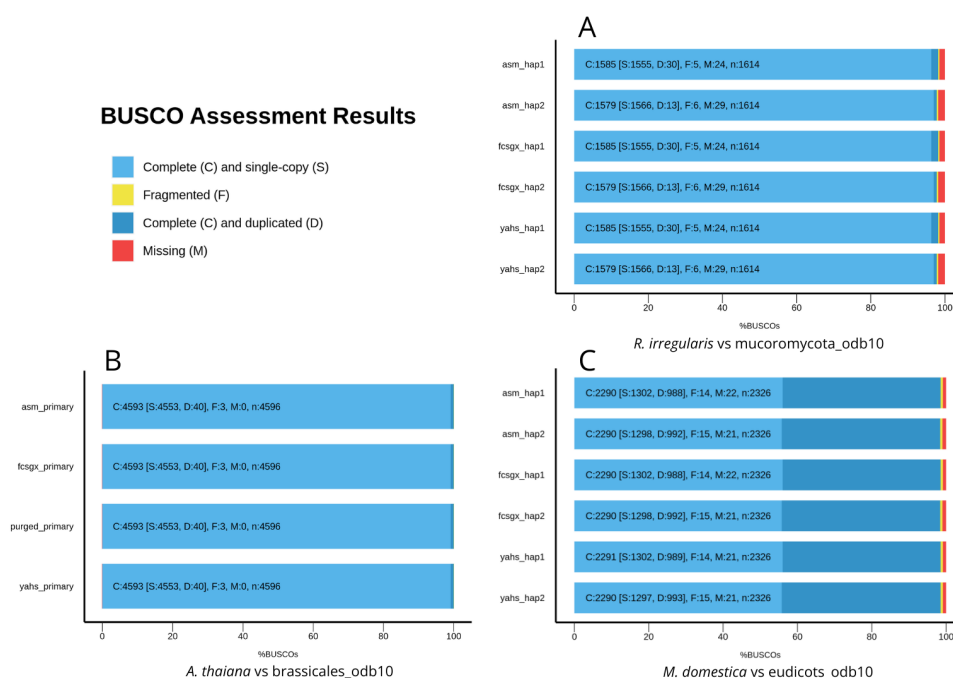 BUSCO Assessment Results
Complete (C) and single-copy (S)
Fragmented (F)
Complete (C) and duplicated (D)
Missing (M)
A
asm_hap1
C:1585 [S:1555, D:30], F:5, M:24, n:1614
asm_hap2
C:1579 [S:1566, D:13], F:6, M:29, n:1614
fcsgx_hap1
C:1585 [S:1555, D:30], F:5, M:24, n:1614
fcsgx_hap2
C:1579 [S:1566, D:13], F:6, M:29, n:1614
yahs_hap1
C:1585 [S:1555, D:30], F:5, M:24, n:1614
yahs_hap2
C:1579 [S:1566, D:13], F:6, M:29, n:1614
0 20 40 60 80 100
%BUSCOs
R. irregularis vs mucoromycota_odb10
B
asm_primary
C:4593 [S:4553, D:40], F:3, M:0, n:4596
fcsgx_primary
C:4593 [S:4553, D:40], F:3, M:0, n:4596
purged_primary
C:4593 [S:4553, D:40], F:3, M:0, n:4596
yahs_primary
C:4593 [S:4553, D:40], F:3, M:0, n:4596
0 20 40 60 80 100
%BUSCOs
A. thaiana vs brassicales_odb10
C
asm_hap1
C:2290 [S:1302, D:988], F:14, M:22, n:2326
asm_hap2
C:2290 [S:1298, D:992], F:15, M:21, n:2326
fcsgx_hap1
C:2290 [S:1302, D:988], F:14, M:22, n:2326
fcsgx_hap2
C:2290 [S:1298, D:992], F:15, M:21, n:2326
yahs_hap1
C:2291 [S:1302, D:989], F:14, M:21, n:2326
yahs_hap2
C:2290 [S:1297, D:993], F:15, M:21, n:2326
0 20 40 60 80 100
%BUSCOs
M. domestica vs eudicots_odb10